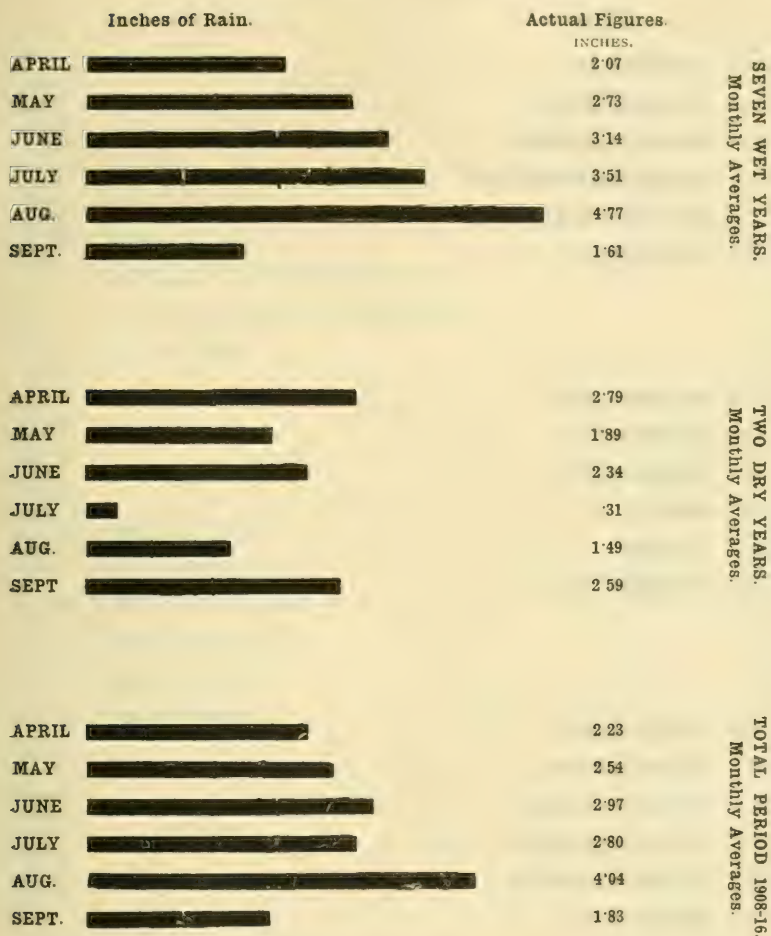 Inches of Rain. Actual Figures.
INCHES.
APRIL 2·07
MAY 2·73
JUNE 3·14
JULY 3·51
AUG. 4·77
SEPT. 1·61
SEVEN WET YEARS.
Monthly Averages.
APRIL 2·79
MAY 1·89
JUNE 2 34
JULY ·31
AUG. 1·49
SEPT 2 59
TWO DRY YEARS.
Monthly Averages.
APRIL 2 23
MAY 2 54
JUNE 2·97
JULY 2·80
AUG. 4·04
SEPT. 1·83
TOTAL PERIOD 1908-16.
Monthly Averages.